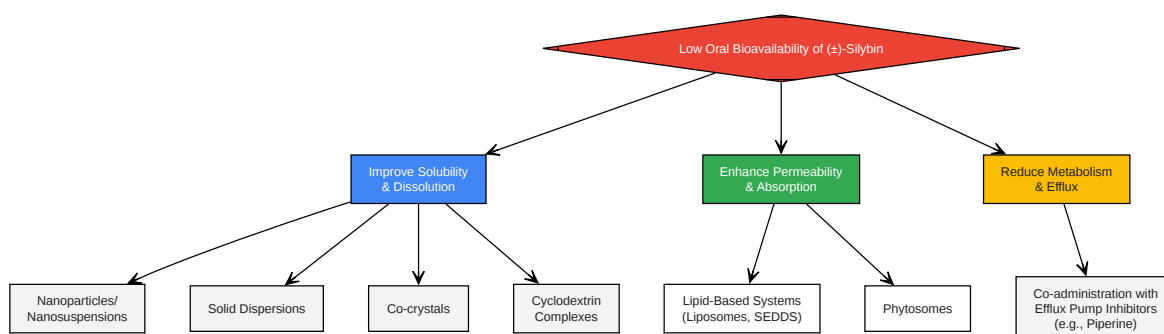 Low Oral Bioavailability of (±)-Silybin
Improve Solubility
& Dissolution
Enhance Permeability
& Absorption
Reduce Metabolism
& Efflux
Nanoparticles/
Nanosuspensions
Solid Dispersions
Co-crystals
Cyclodextrin
Complexes
Lipid-Based Systems
(Liposomes, SEDDS)
Phytosomes
Co-administration with
Efflux Pump Inhibitors
(e.g., Piperine)